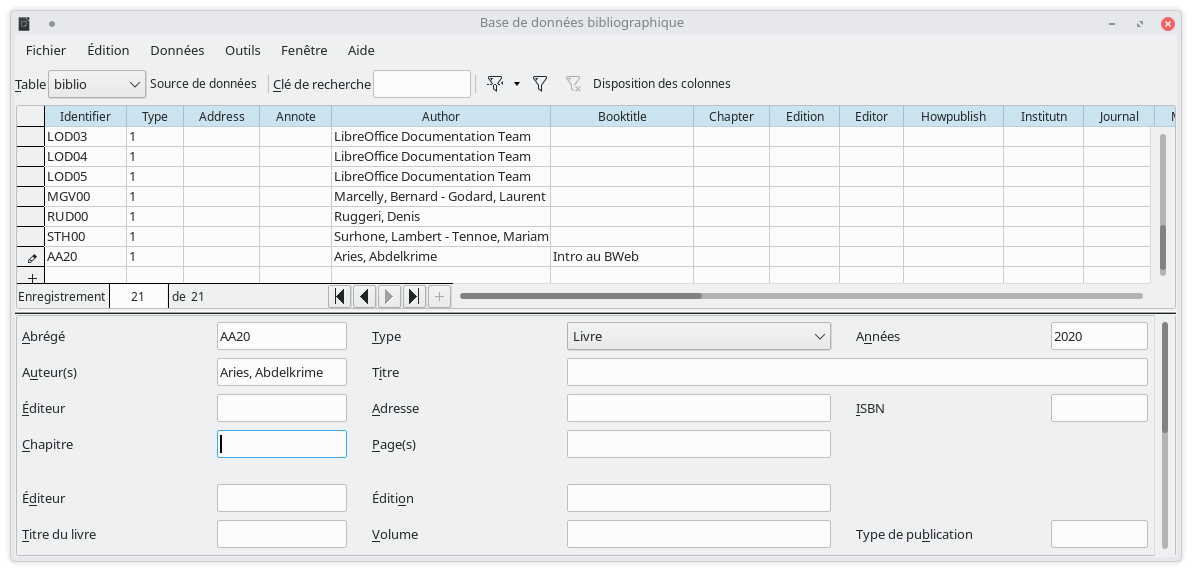 Base de données bibliographique
Fichier Édition Données Outils Fenêtre Aide
Table biblio Source de données Clé de recherche Disposition des colonnes
Identifier Type Address Annote Author Booktitle Chapter Edition Editor Howpublish Institutn Journal
LOD03 1 LibreOffice Documentation Team
LOD04 1 LibreOffice Documentation Team
LOD05 1 LibreOffice Documentation Team
MGV00 1 Marcelly, Bernard - Godard, Laurent
RUD00 1 Ruggeri, Denis
STH00 1 Surhone, Lambert - Tennoe, Mariam
AA20 1 Aries, Abdelkrime Intro au BWeb
Enregistrement 21 de 21
Abrégé AA20 Type Livre Années 2020
Auteur(s) Aries, Abdelkrime Titre
Éditeur Adresse ISBN
Chapitre Page(s)
Éditeur Édition
Titre du livre Volume Type de publication